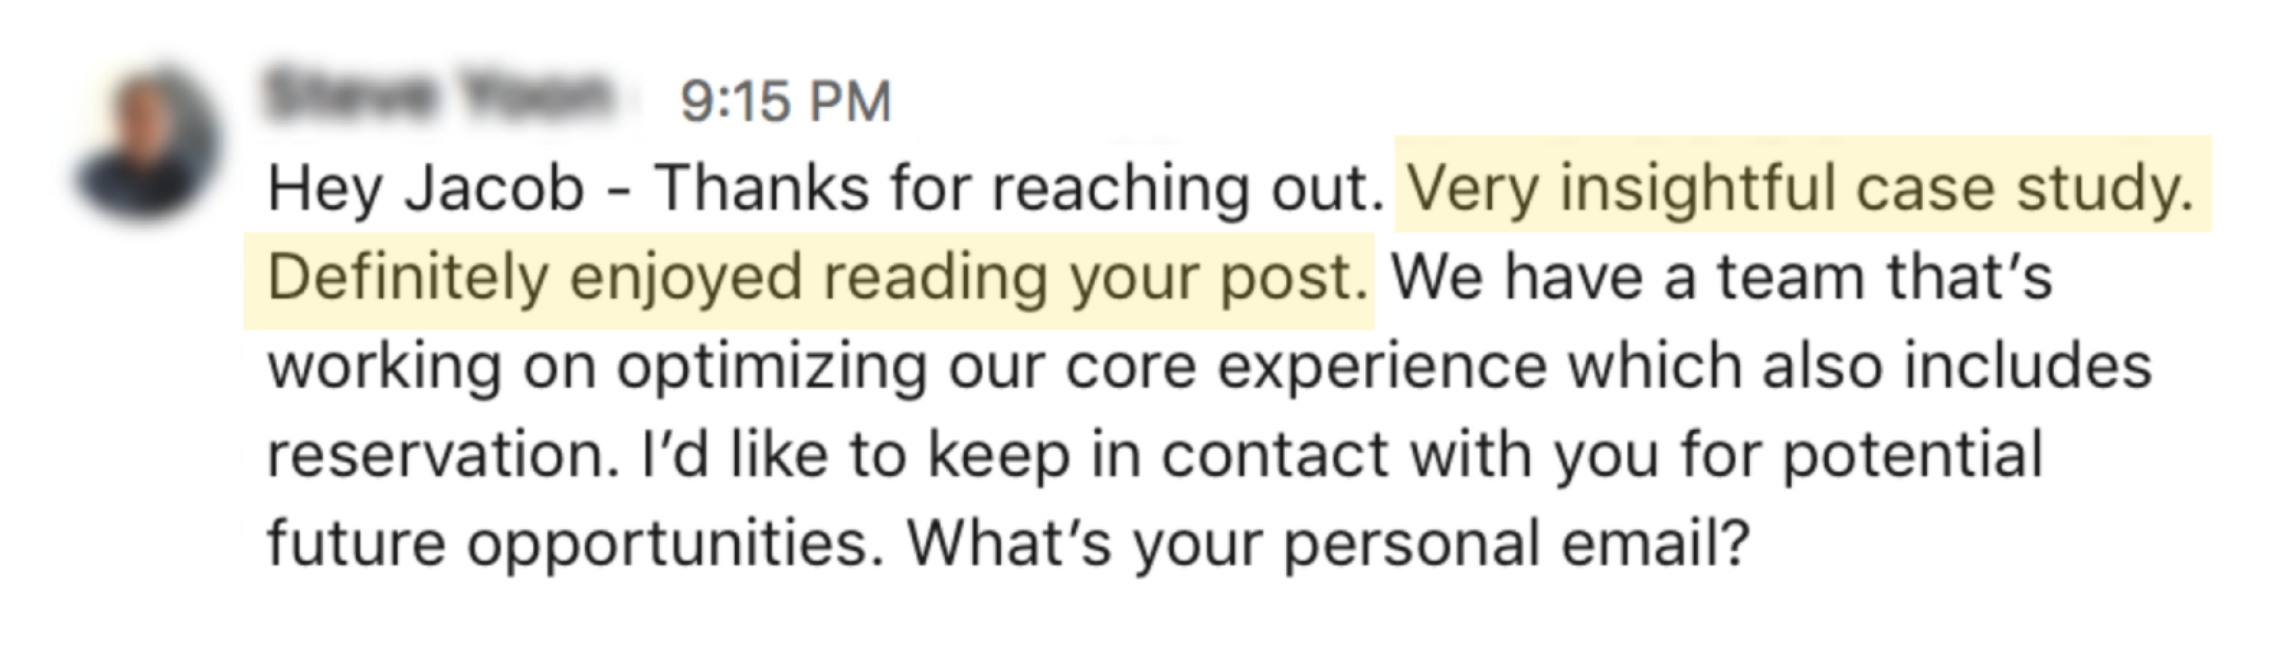 9:15 PM
Hey Jacob - Thanks for reaching out. Very insightful case study.
Definitely enjoyed reading your post. We have a team that’s
working on optimizing our core experience which also includes
reservation. I’d like to keep in contact with you for potential
future opportunities. What’s your personal email?